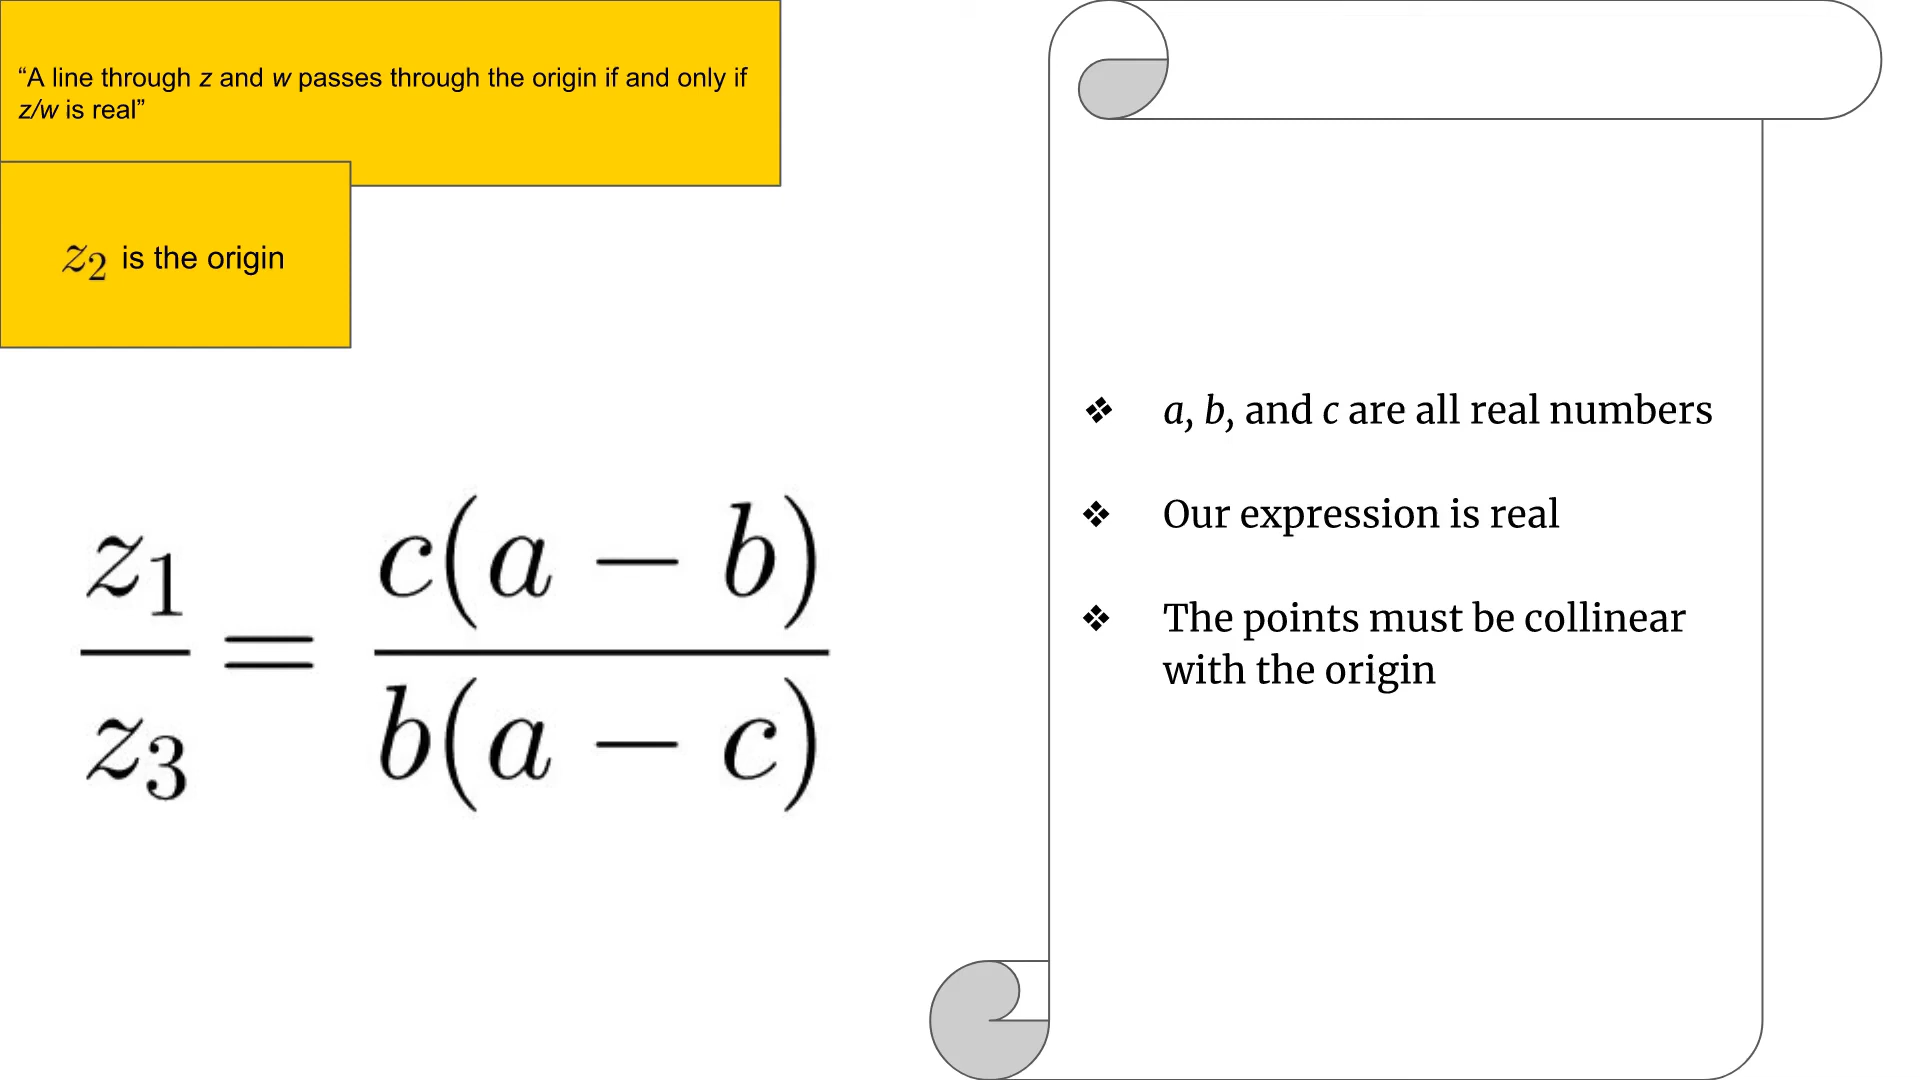 “A line through z and w passes through the origin if and only if
z/w is real”
z₂ is the origin
z₁/z₃ = c(a − b)/b(a − c)
❖ a, b, and c are all real numbers
❖ Our expression is real
❖ The points must be collinear
with the origin